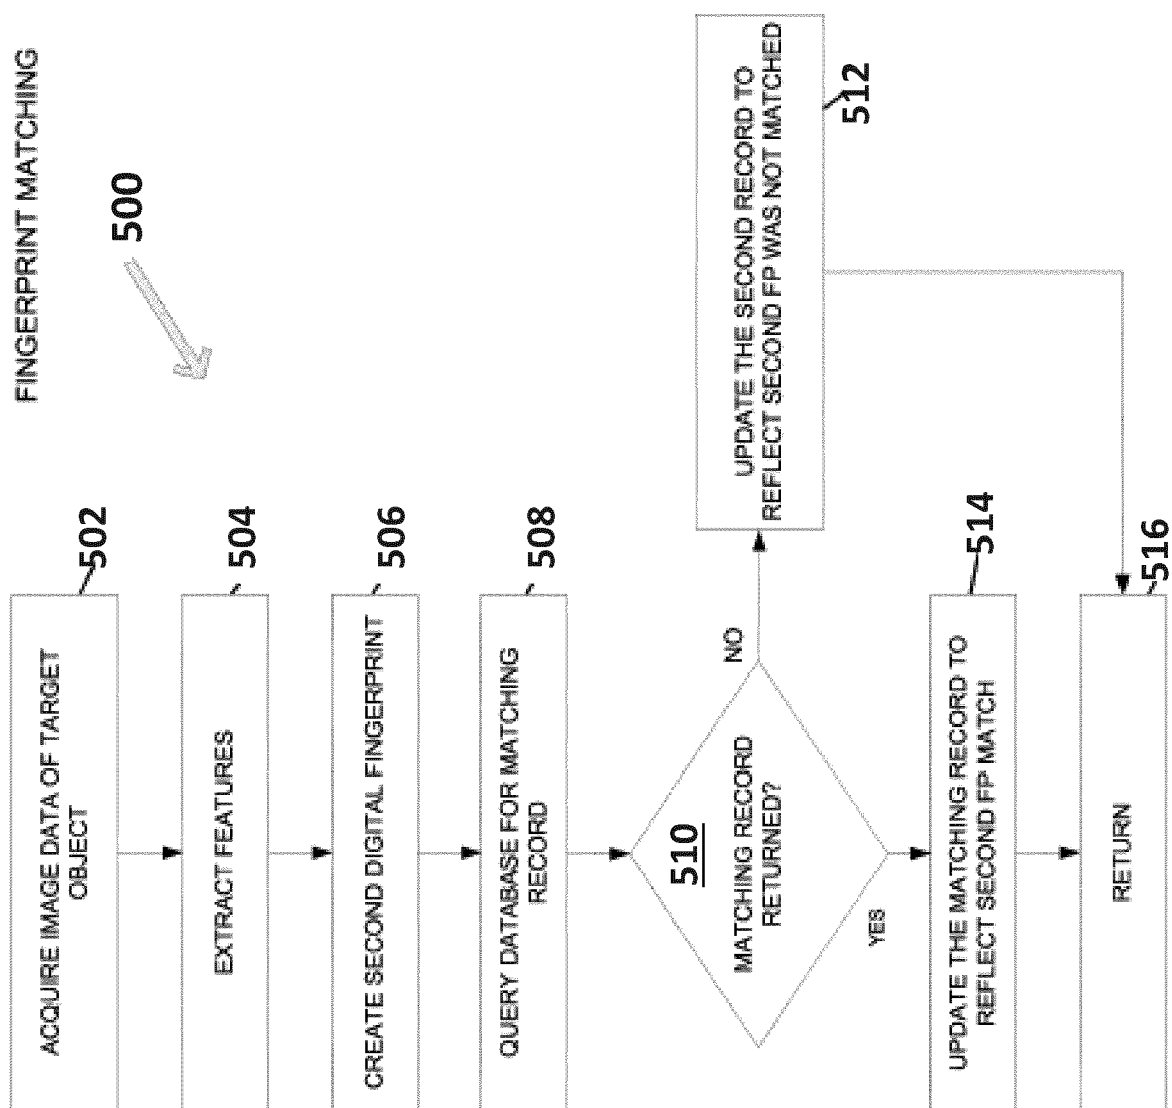 FINGERPRINT MATCHING
500
ACQUIRE IMAGE DATA OF TARGET
OBJECT
502
EXTRACT FEATURES
504
CREATE SECOND DIGITAL FINGERPRINT
506
QUERY DATABASE FOR MATCHING
RECORD
508
510
MATCHING RECORD
RETURNED?
NO
UPDATE THE SECOND RECORD TO
REFLECT SECOND FP WAS NOT MATCHED
512
YES
UPDATE THE MATCHING RECORD TO
REFLECT SECOND FP MATCH
514
RETURN
516